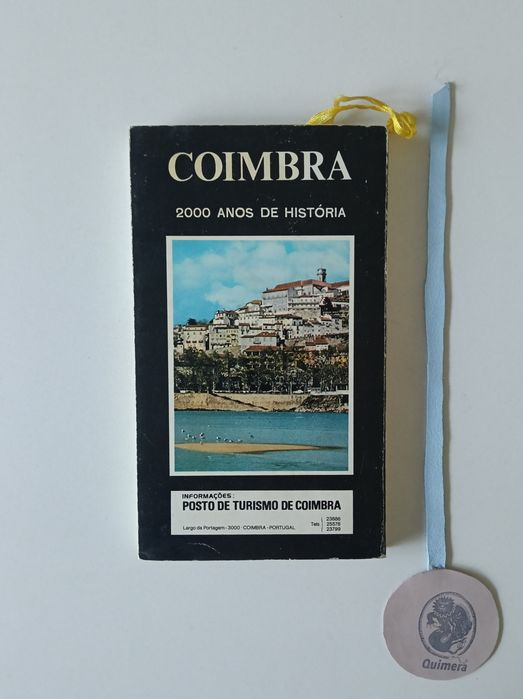 COIMBRA
2000 ANOS DE HISTÓRIA
INFORMAÇÕES:
POSTO DE TURISMO DE COIMBRA
Largo da Portagem - 3000 - COIMBRA - PORTUGAL
Tels.
23886
25576
23799
Quimera